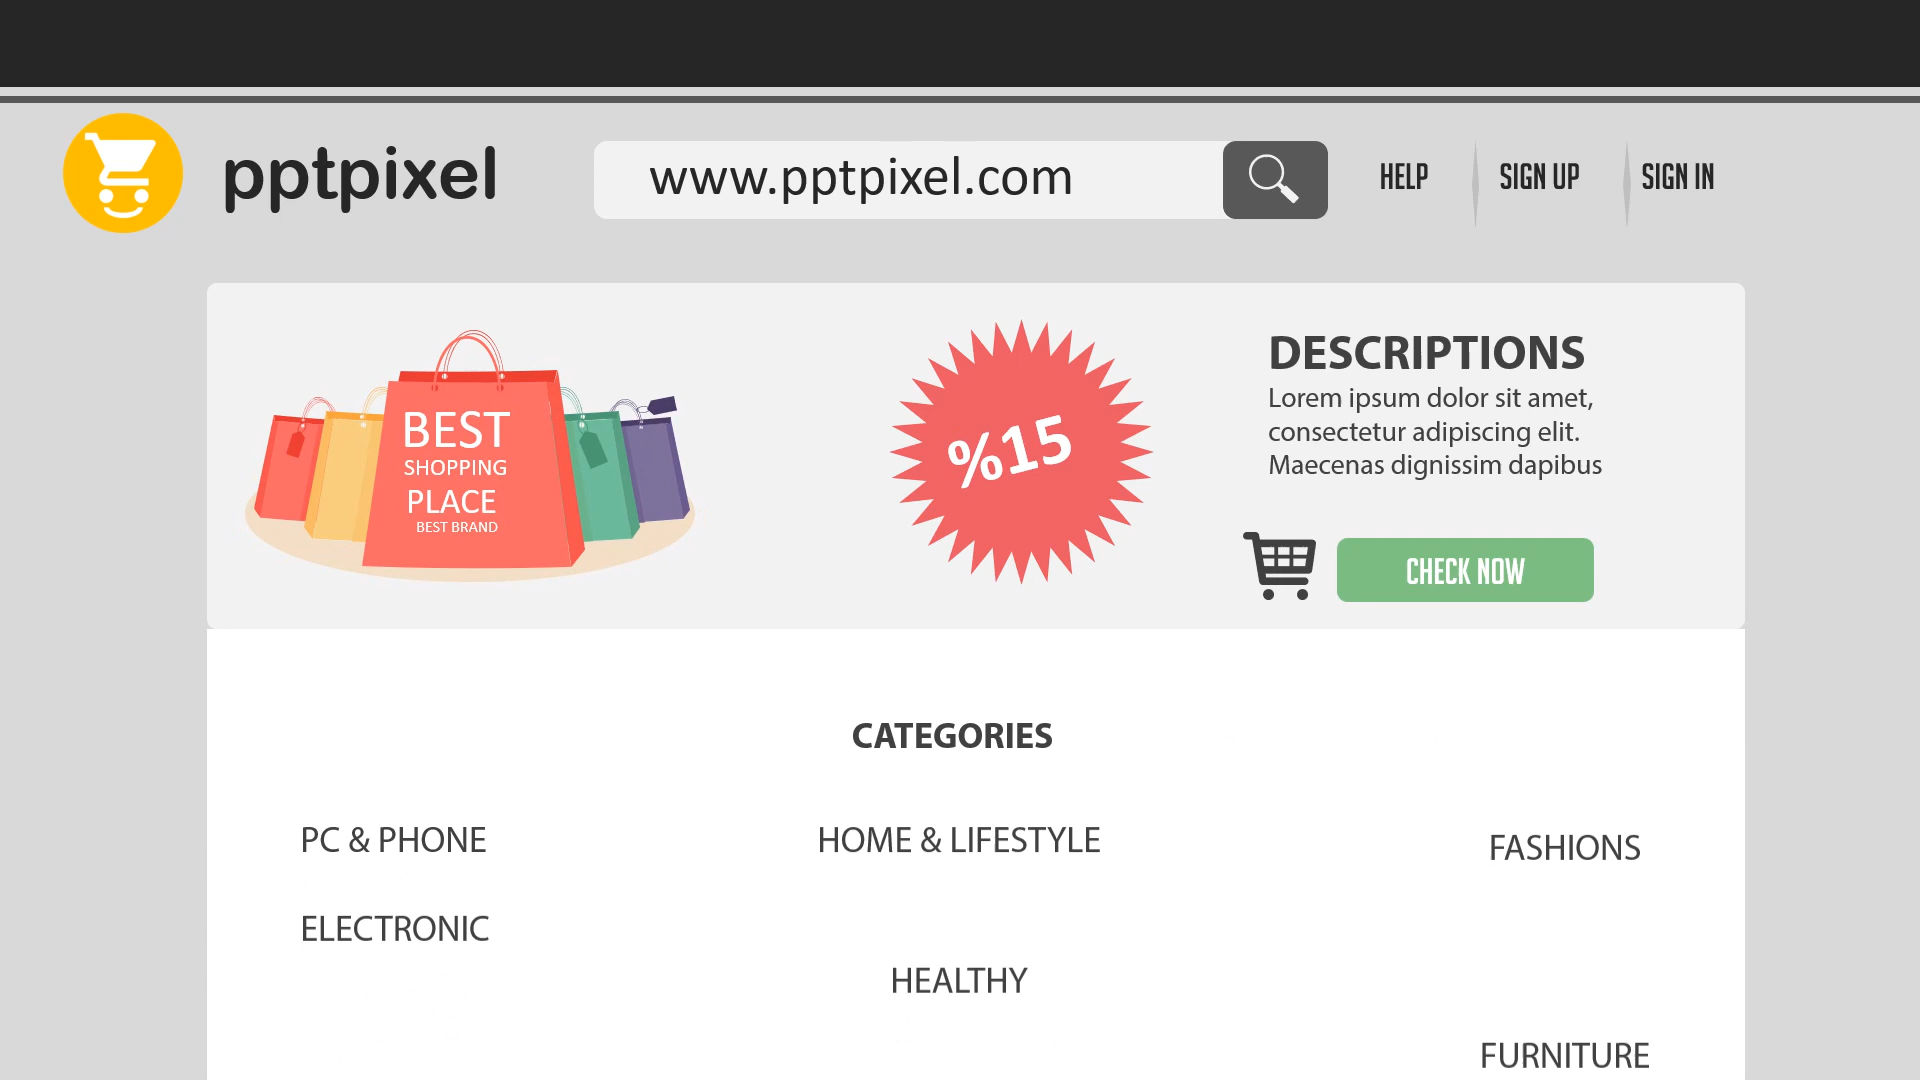 pptpixel
www.pptpixel.com
HELP
SIGN UP
SIGN IN
BEST
SHOPPING
PLACE
BEST BRAND
%15
DESCRIPTIONS
Lorem ipsum dolor sit amet,
consectetur adipiscing elit.
Maecenas dignissim dapibus
CHECK NOW
CATEGORIES
PC & PHONE
HOME & LIFESTYLE
FASHIONS
ELECTRONIC
HEALTHY
FURNITURE